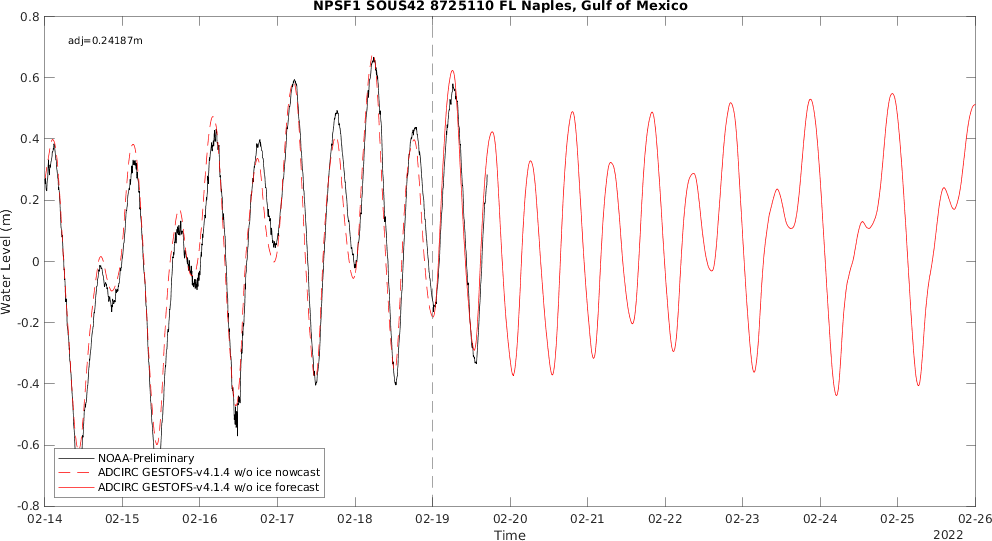 NPSF1 SOUS42 8725110 FL Naples, Gulf of Mexico
adj=0.24187m
0.8
0.6
0.4
0.2
0
-0.2
-0.4
-0.6
-0.8
Water Level (m)
NOAA-Preliminary
ADCIRC GESTOFS-v4.1.4 w/o ice nowcast
ADCIRC GESTOFS-v4.1.4 w/o ice forecast
02-14 02-15 02-16 02-17 02-18 02-19 02-20 02-21 02-22 02-23 02-24 02-25 02-26
Time
2022